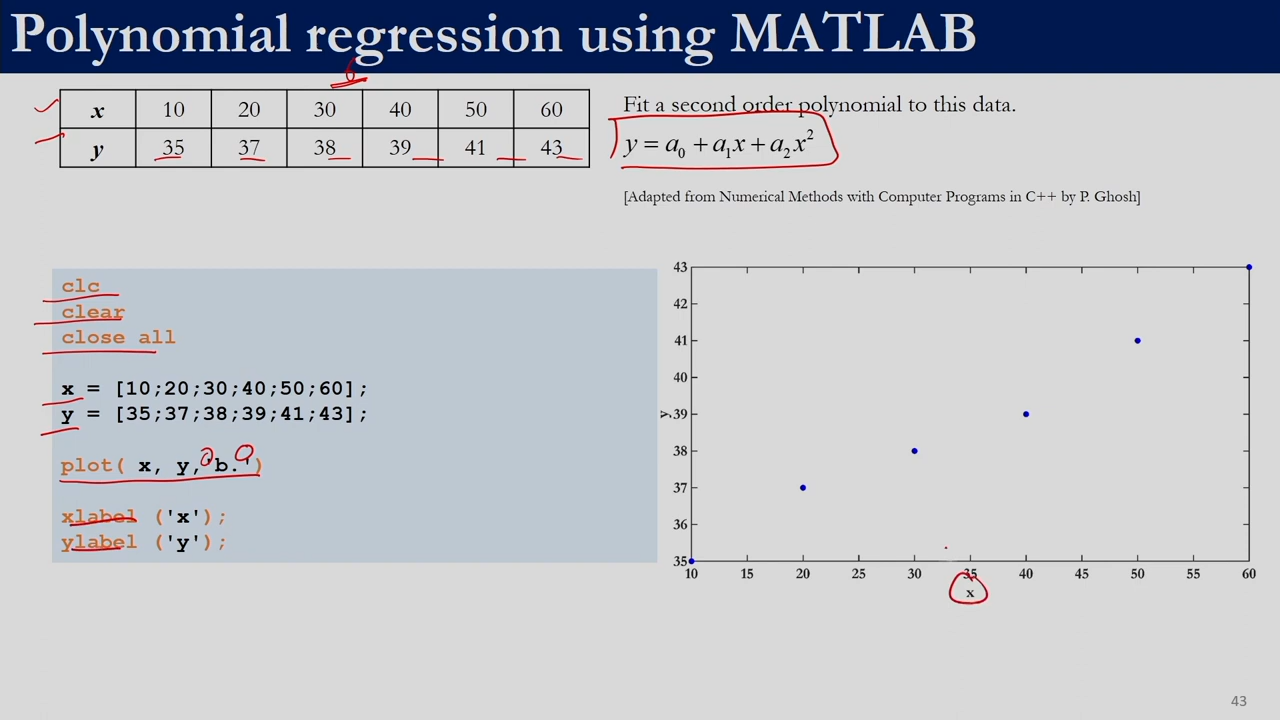 Polynomial regression using MATLAB
6
x 10 20 30 40 50 60
y 35 37 38 39 41 43
Fit a second order polynomial to this data.
y = a₀ + a₁x + a₂x²
[Adapted from Numerical Methods with Computer Programs in C++ by P. Ghosh]
clc
clear
close all
x = [10;20;30;40;50;60];
y = [35;37;38;39;41;43];
plot( x, y,'b.')
xlabel ('x');
ylabel ('y');
43
42
41
40
39
38
37
36
35
y
10 15 20 25 30 35 40 45 50 55 60
x
43